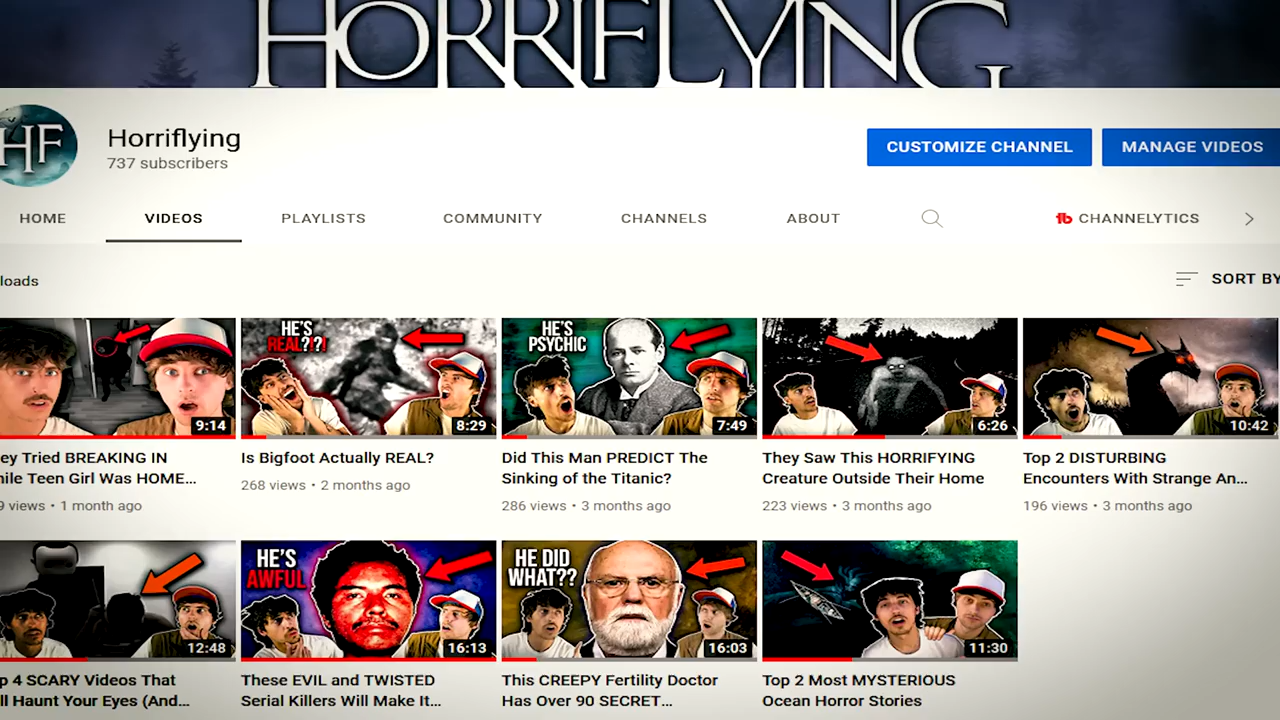 HORRIFLYING
HF
Horriflying
737 subscribers
CUSTOMIZE CHANNEL
MANAGE VIDEOS
HOME
VIDEOS
PLAYLISTS
COMMUNITY
CHANNELS
ABOUT
tb CHANNELYTICS
loads
SORT BY
9:14
HE'S
REAL?!?!
8:29
HE'S
PSYCHIC
7:49
6:26
10:42
ey Tried BREAKING IN
hile Teen Girl Was HOME...
9 views • 1 month ago
Is Bigfoot Actually REAL?
268 views • 2 months ago
Did This Man PREDICT The
Sinking of the Titanic?
286 views • 3 months ago
They Saw This HORRIFYING
Creature Outside Their Home
223 views • 3 months ago
Top 2 DISTURBING
Encounters With Strange An...
196 views • 3 months ago
12:48
HE'S
AWFUL
16:13
HE DID
WHAT??
16:03
11:30
p 4 SCARY Videos That
ll Haunt Your Eyes (And...
These EVIL and TWISTED
Serial Killers Will Make It...
This CREEPY Fertility Doctor
Has Over 90 SECRET...
Top 2 Most MYSTERIOUS
Ocean Horror Stories